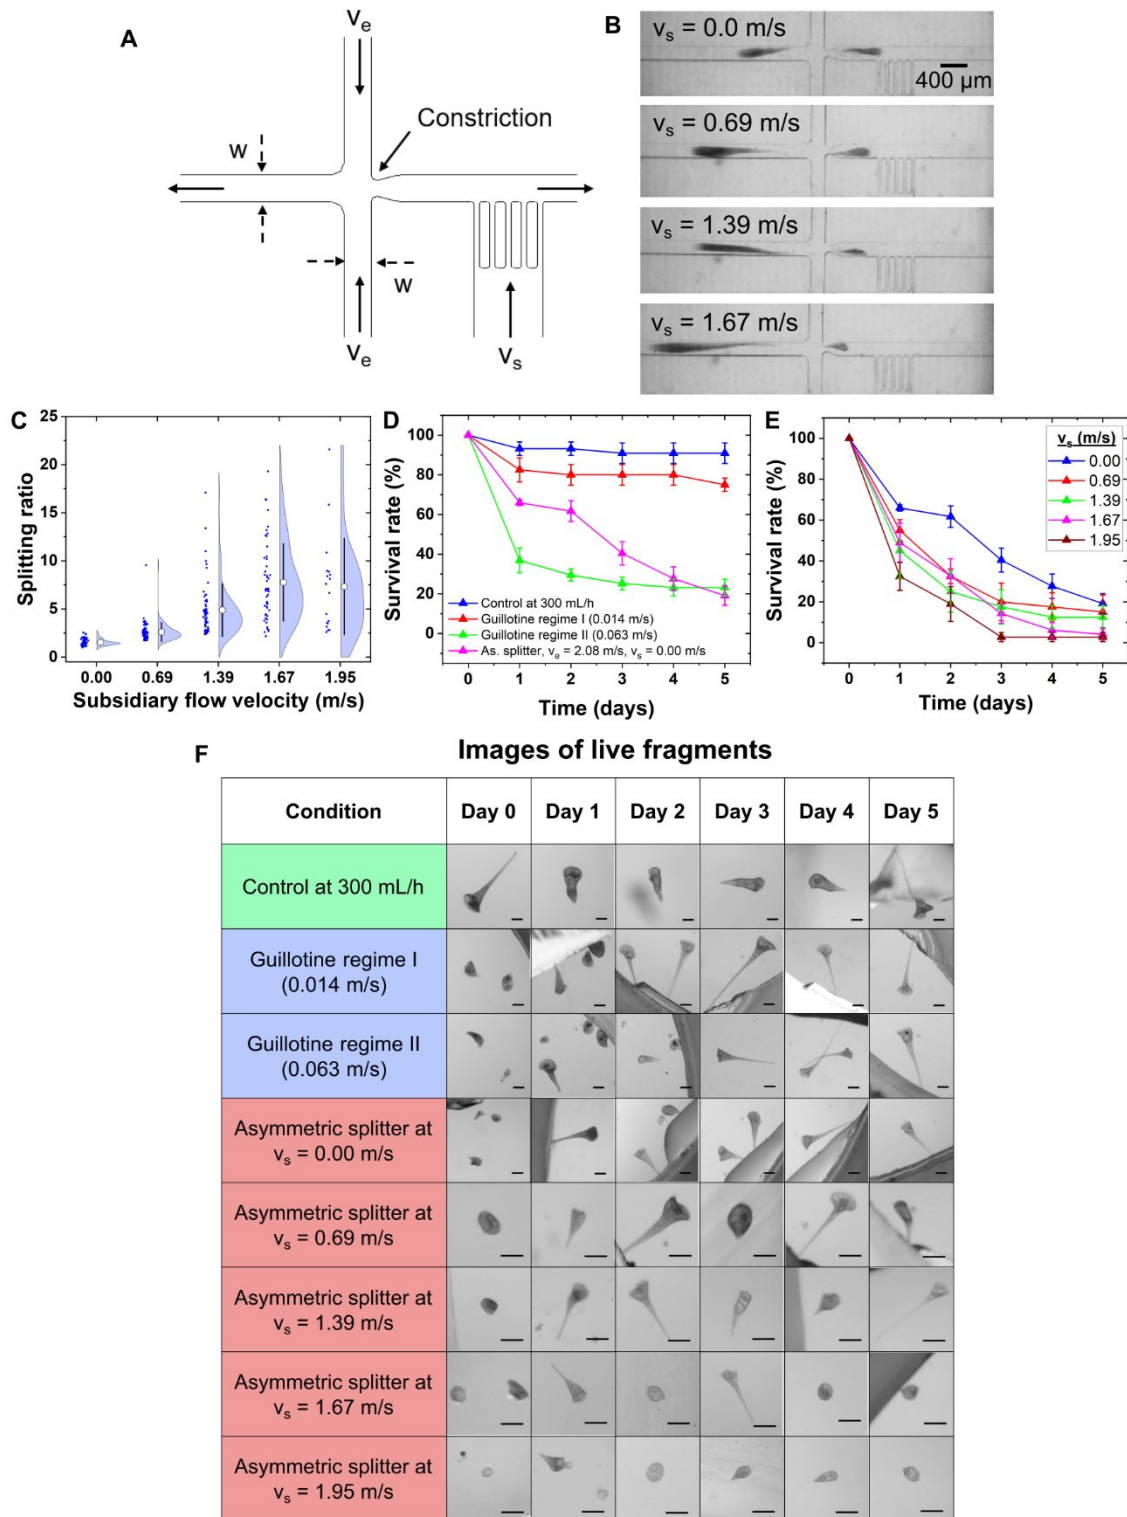 A
Vₑ
Constriction
w
w
Vₑ
Vₛ
B
vₛ = 0.0 m/s
400 µm
vₛ = 0.69 m/s
vₛ = 1.39 m/s
vₛ = 1.67 m/s
C
Splitting ratio
25
20
15
10
5
0
0.00
0.69
1.39
1.67
1.95
Subsidiary flow velocity (m/s)
D
Survival rate (%)
100
80
60
40
20
0
Control at 300 mL/h
Guillotine regime I (0.014 m/s)
Guillotine regime II (0.063 m/s)
As. splitter, vₑ = 2.08 m/s, vₛ = 0.00 m/s
0 1 2 3 4 5
Time (days)
E
Survival rate (%)
100
80
60
40
20
0
vₛ (m/s)
0.00
0.69
1.39
1.67
1.95
0 1 2 3 4 5
Time (days)
F
Images of live fragments
Condition Day 0 Day 1 Day 2 Day 3 Day 4 Day 5
Control at 300 mL/h
Guillotine regime I
(0.014 m/s)
Guillotine regime II
(0.063 m/s)
Asymmetric splitter at
vₛ = 0.00 m/s
Asymmetric splitter at
vₛ = 0.69 m/s
Asymmetric splitter at
vₛ = 1.39 m/s
Asymmetric splitter at
vₛ = 1.67 m/s
Asymmetric splitter at
vₛ = 1.95 m/s